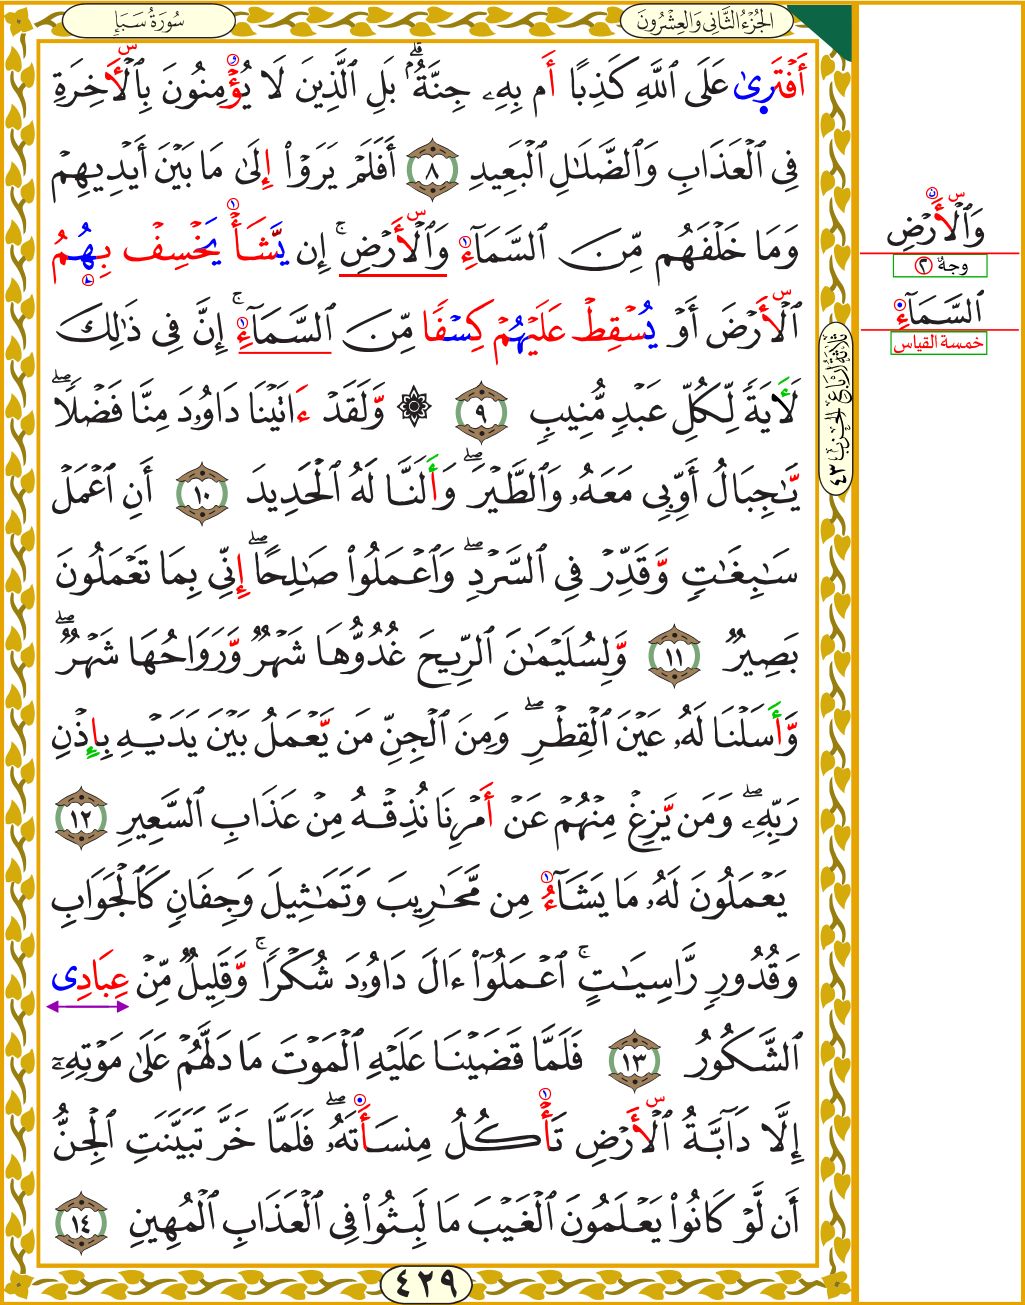 سُورَةُ سَبَإٍ
الجُزْءُ الثَّانِي وَالعِشْرُونَ
أَفْتَرَىٰ عَلَى ٱللَّهِ كَذِبًا أَم بِهِۦ جِنَّةُۢ ۗ بَلِ ٱلَّذِينَ لَا يُؤْمِنُونَ بِٱلْأَخِرَةِ
فِى ٱلْعَذَابِ وَٱلضَّلَٰلِ ٱلْبَعِيدِ ٨ أَفَلَمْ يَرَوْا۟ إِلَىٰ مَا بَيْنَ أَيْدِيهِمْ
وَمَا خَلْفَهُم مِّنَ ٱلسَّمَآءِ وَٱلْأَرْضِ ۚ إِن يَّشَأْ يَخْسِفْ بِهُمُ
ٱلْأَرْضَ أَوْ يُسْقِطْ عَلَيْهُمْ كِسْفًا مِّنَ ٱلسَّمَآءِ ۚ إِنَّ فِى ذَٰلِكَ
لَأَيَةً لِّكُلِّ عَبْدٍ مُّنِيبٍ ٩ ۞ وَّلَقَدْ ءَاتَيْنَا دَاوُۥدَ مِنَّا فَضْلًا ۖ
يَّٰجِبَالُ أَوِّبِى مَعَهُۥ وَٱلطَّيْرَ ۖ وَأَلَنَّا لَهُ ٱلْحَدِيدَ ١٠ أَنِ ٱعْمَلْ
سَٰبِغَٰتٍ وَّقَدِّرْ فِى ٱلسَّرْدِ ۖ وَٱعْمَلُوا۟ صَٰلِحًا ۖ إِنِّى بِمَا تَعْمَلُونَ
بَصِيرٌ ١١ وَّلِسُلَيْمَٰنَ ٱلرِّيحَ غُدُوُّهَا شَهْرٌ وَّرَوَاحُهَا شَهْرٌ ۖ
وَّأَسَلْنَا لَهُۥ عَيْنَ ٱلْقِطْرِ ۖ وَمِنَ ٱلْجِنِّ مَن يَّعْمَلُ بَيْنَ يَدَيْهِ بِإِذْنِ
رَبِّهِۦ ۖ وَمَن يَّزِغْ مِنْهُمْ عَنْ أَمْرِنَا نُذِقْهُ مِنْ عَذَابِ ٱلسَّعِيرِ ١٢
يَعْمَلُونَ لَهُۥ مَا يَشَآءُ مِن مَّحَٰرِيبَ وَتَمَٰثِيلَ وَجِفَانٍ كَٱلْجَوَابِ
وَقُدُورٍ رَّاسِيَٰتٍ ۚ ٱعْمَلُوٓا۟ ءَالَ دَاوُۥدَ شُكْرًا ۚ وَّقَلِيلٌ مِّنْ عِبَادِى
ٱلشَّكُورُ ١٣ فَلَمَّا قَضَيْنَا عَلَيْهِ ٱلْمَوْتَ مَا دَلَّهُمْ عَلَىٰ مَوْتِهِۦٓ
إِلَّا دَآبَّةُ ٱلْأَرْضِ تَأْكُلُ مِنسَأَتَهُۥ ۖ فَلَمَّا خَرَّ تَبَيَّنَتِ ٱلْجِنُّ
أَن لَّوْ كَانُوا۟ يَعْلَمُونَ ٱلْغَيْبَ مَا لَبِثُوا۟ فِى ٱلْعَذَابِ ٱلْمُهِينِ ١٤
٤٢٩
وَٱلْأَرْضِ
وجهٌ ٢
ٱلسَّمَآءِ
خمسة القياس
ثَلَاثَةُ أَرْبَاعِ الحِزْبِ ٤٣